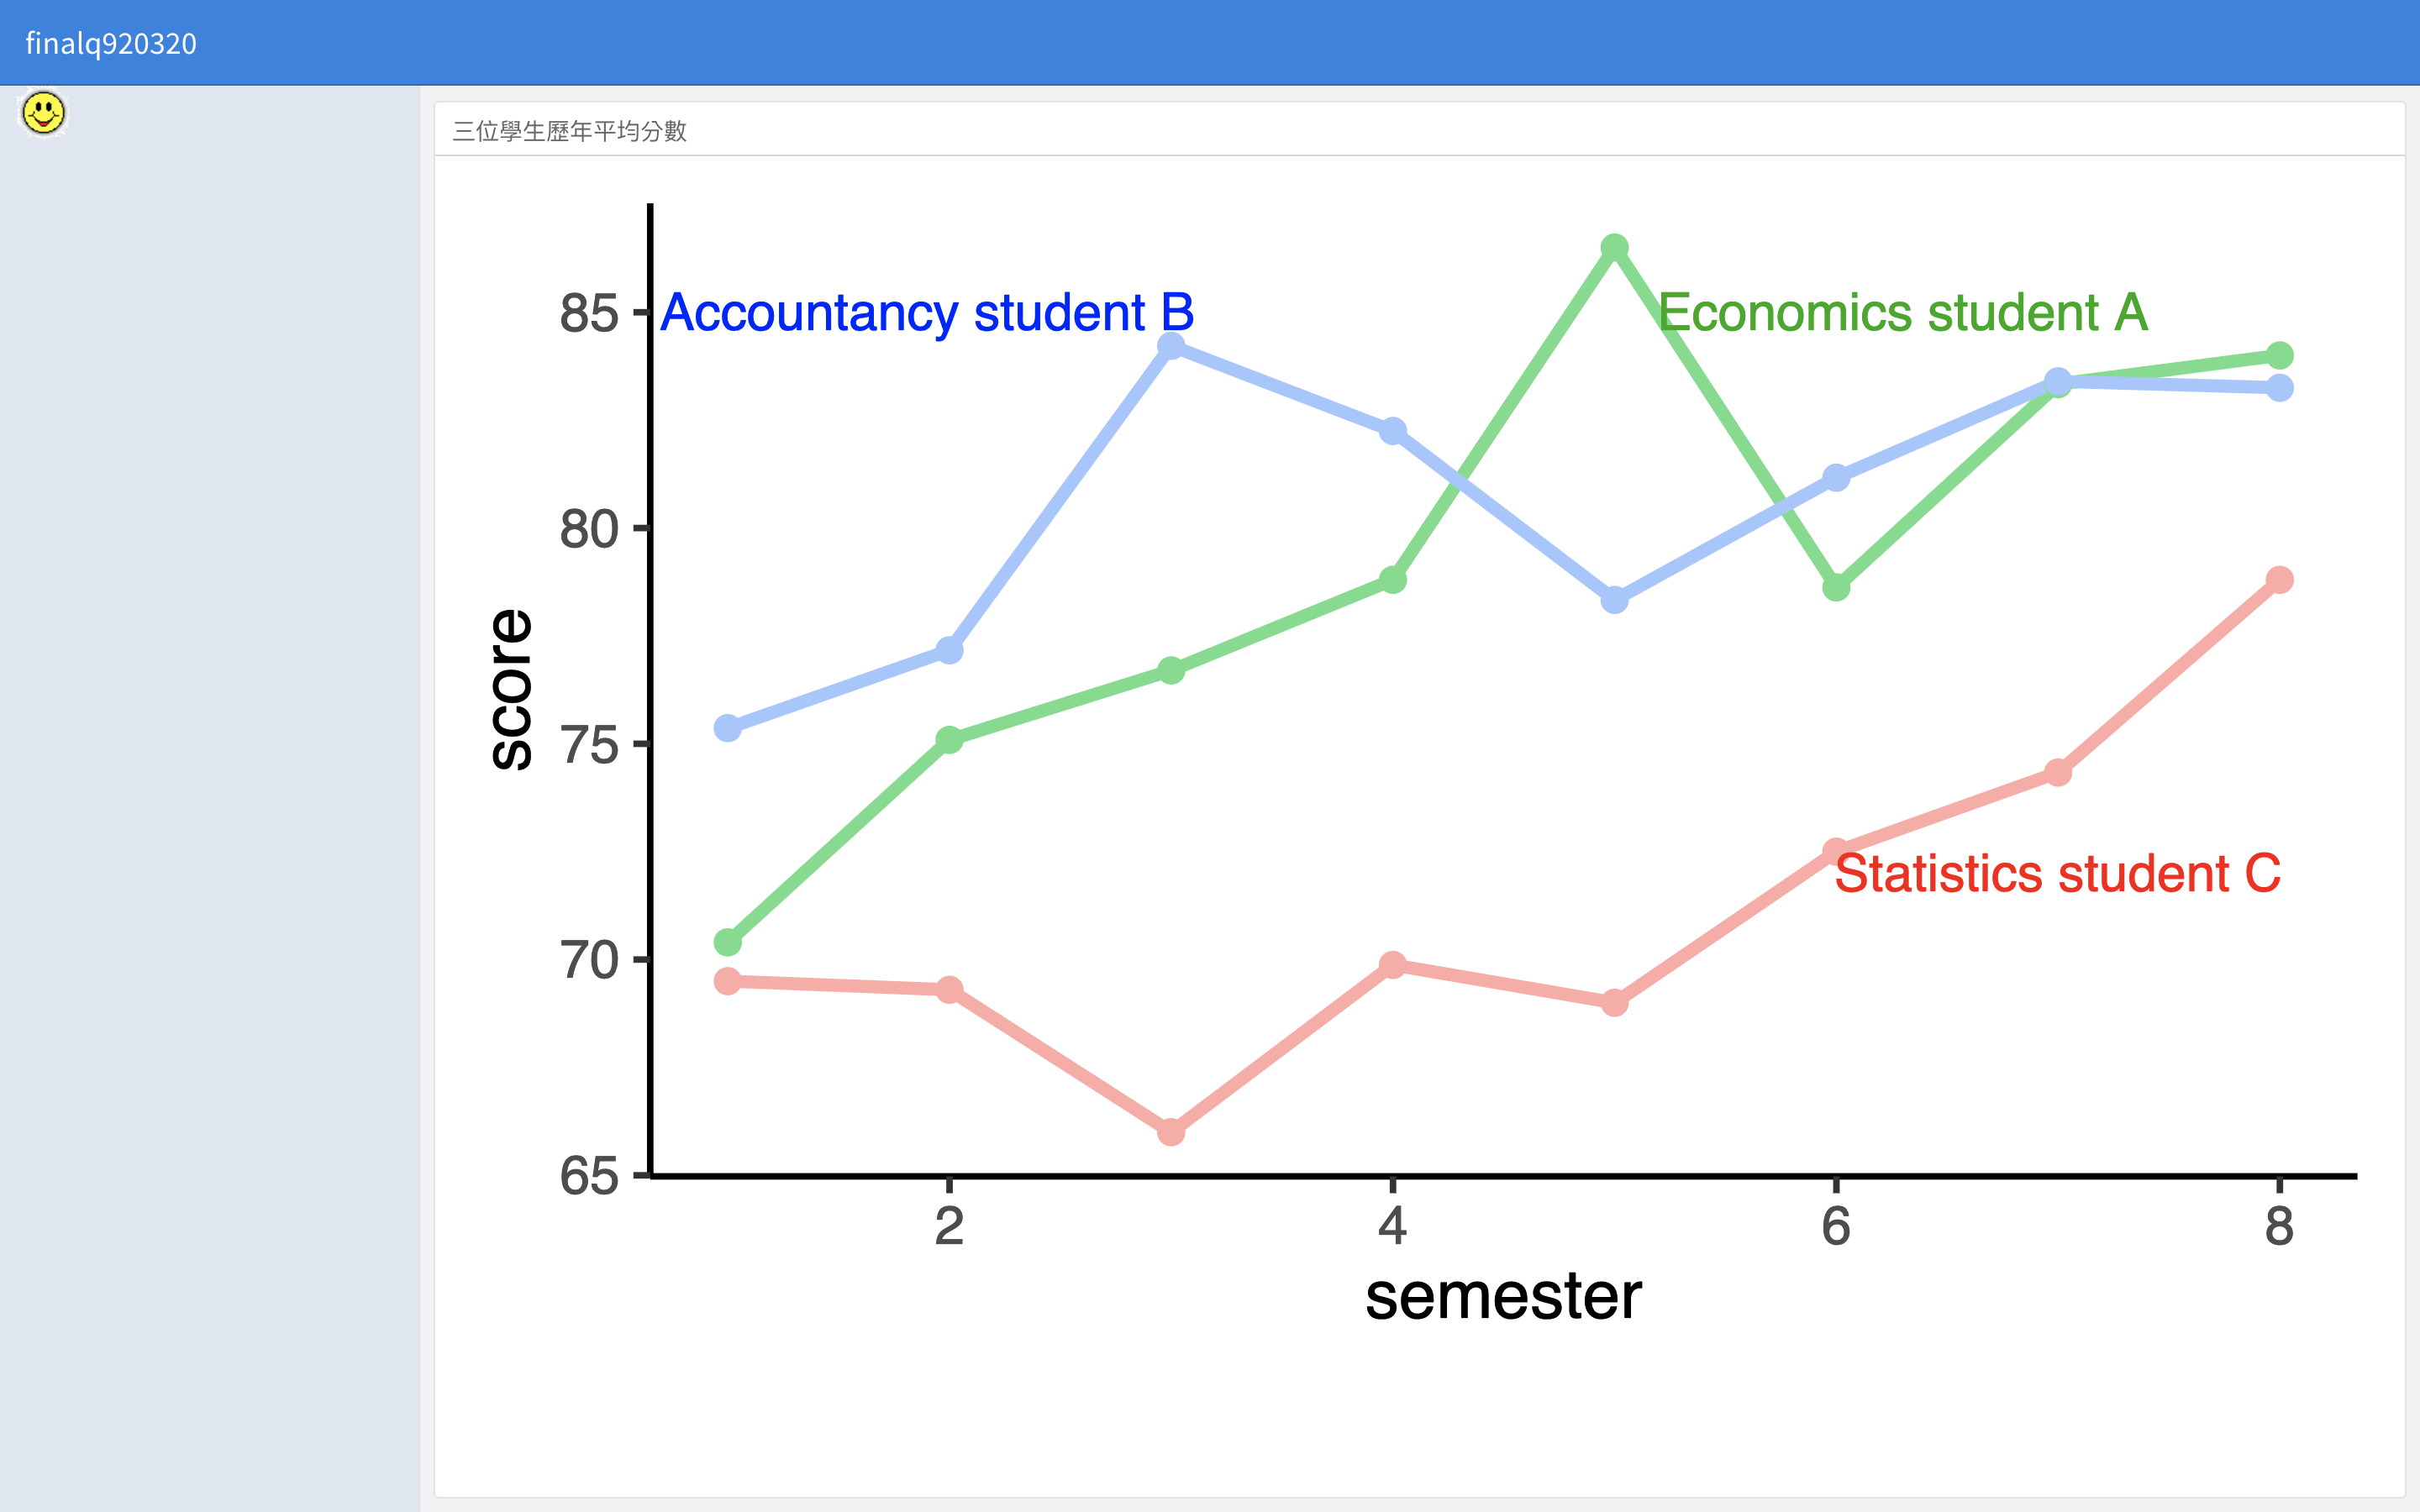 finalq920320
三位學生歷年平均分數
85
Accountancy student B
Economics student A
80
score
75
Statistics student C
70
65
2
4
6
8
semester